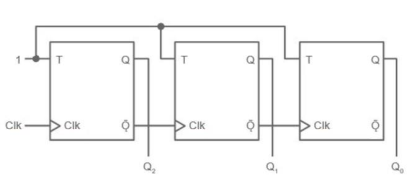 1 T Q T Q T Q
Clk Clk Q̄ Clk Q̄ Clk Q̄
Q₂ Q₁ Q₀